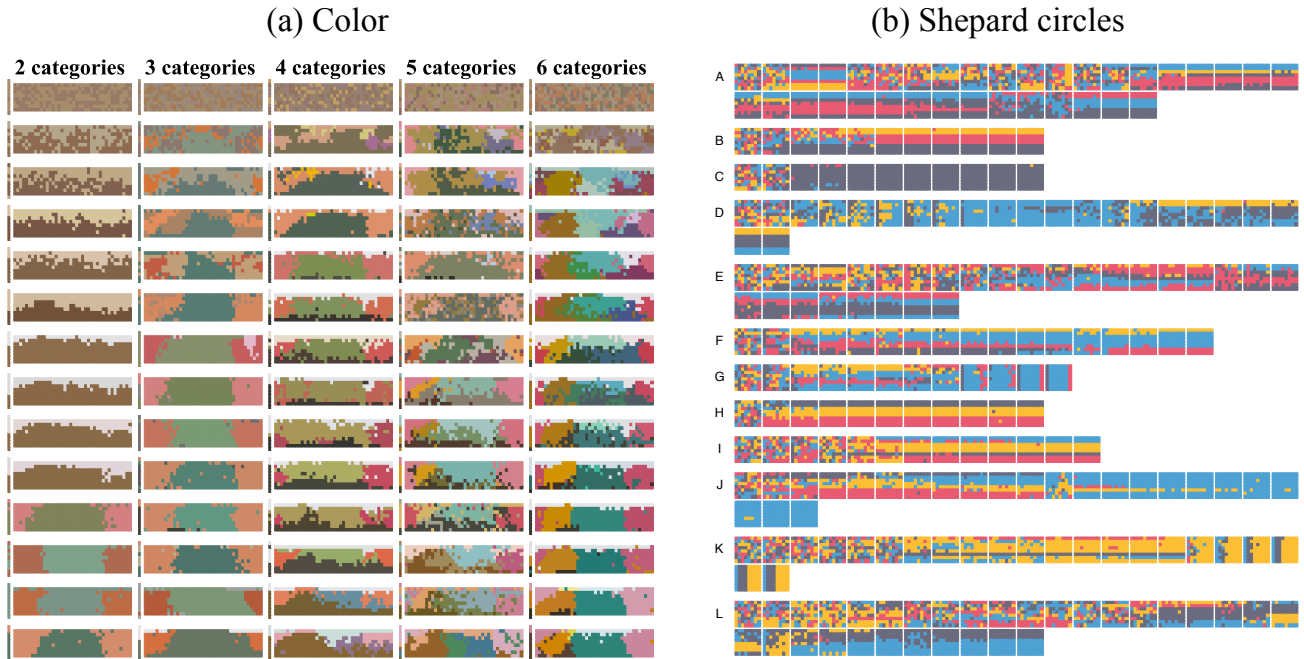 (a) Color
(b) Shepard circles
2 categories 3 categories 4 categories 5 categories 6 categories
A
B
C
D
E
F
G
H
I
J
K
L